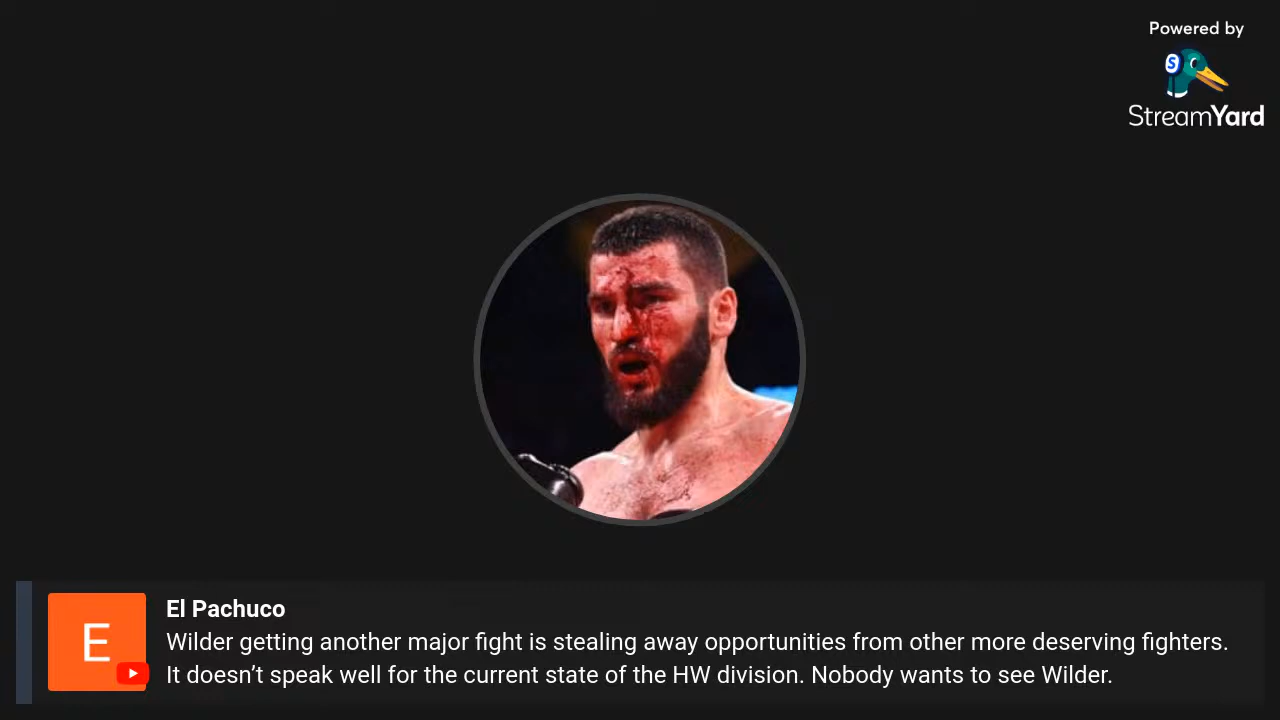 Powered by
S
StreamYard
E
El Pachuco
Wilder getting another major fight is stealing away opportunities from other more deserving fighters.
It doesn’t speak well for the current state of the HW division. Nobody wants to see Wilder.